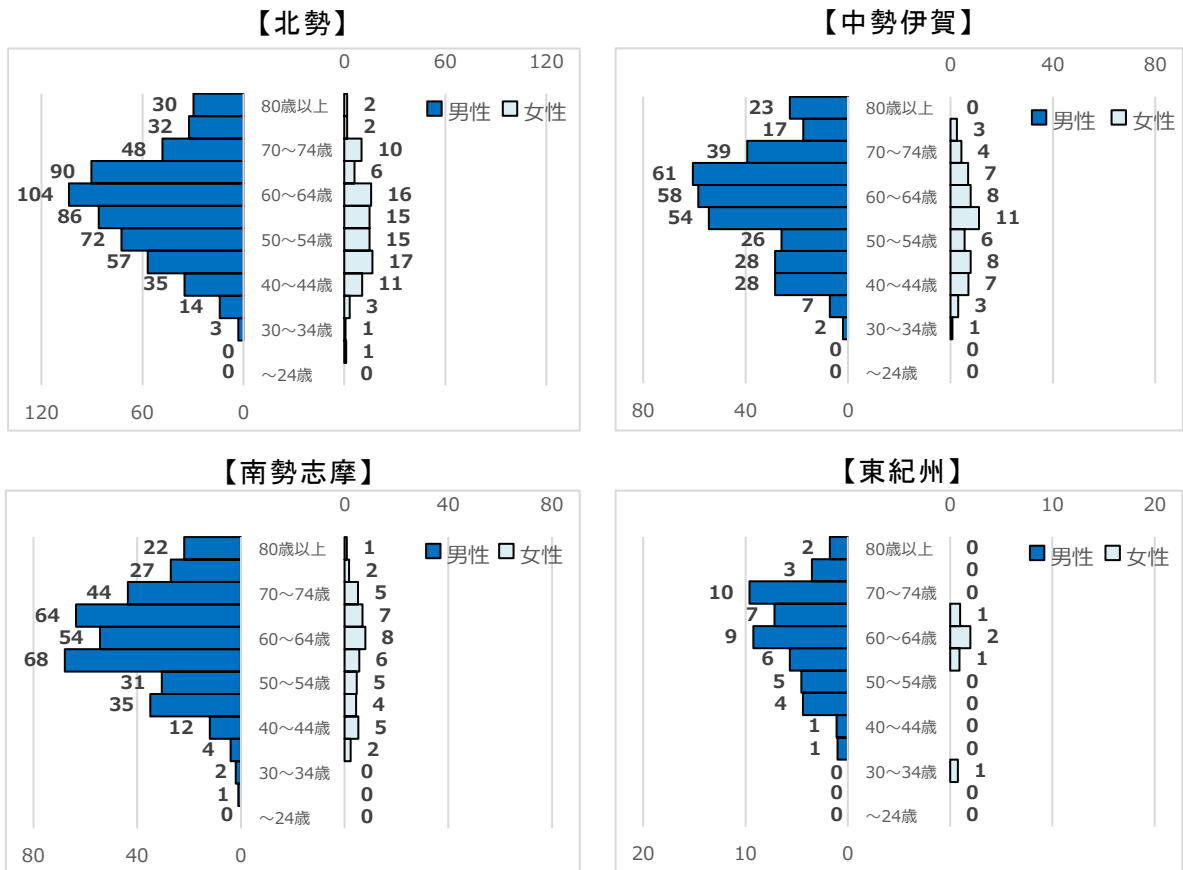 【北勢】
0 60 120
男性 女性
30 80歳以上 2
32 2
48 70～74歳 10
90 6
104 60～64歳 16
86 15
72 50～54歳 15
57 17
35 40～44歳 11
14 3
3 30～34歳 1
0 1
0 ～24歳 0
120 60 0
【中勢伊賀】
0 40 80
男性 女性
23 80歳以上 0
17 3
39 70～74歳 4
61 7
58 60～64歳 8
54 11
26 50～54歳 6
28 8
28 40～44歳 7
7 3
2 30～34歳 1
0 0
0 ～24歳 0
80 40 0
【南勢志摩】
0 40 80
男性 女性
22 80歳以上 1
27 2
44 70～74歳 5
64 7
54 60～64歳 8
68 6
31 50～54歳 5
35 4
12 40～44歳 5
4 2
2 30～34歳 0
1 0
0 ～24歳 0
80 40 0
【東紀州】
0 10 20
男性 女性
2 80歳以上 0
3 0
10 70～74歳 0
7 1
9 60～64歳 2
6 1
5 50～54歳 0
4 0
1 40～44歳 0
1 0
0 30～34歳 1
0 0
0 ～24歳 0
20 10 0